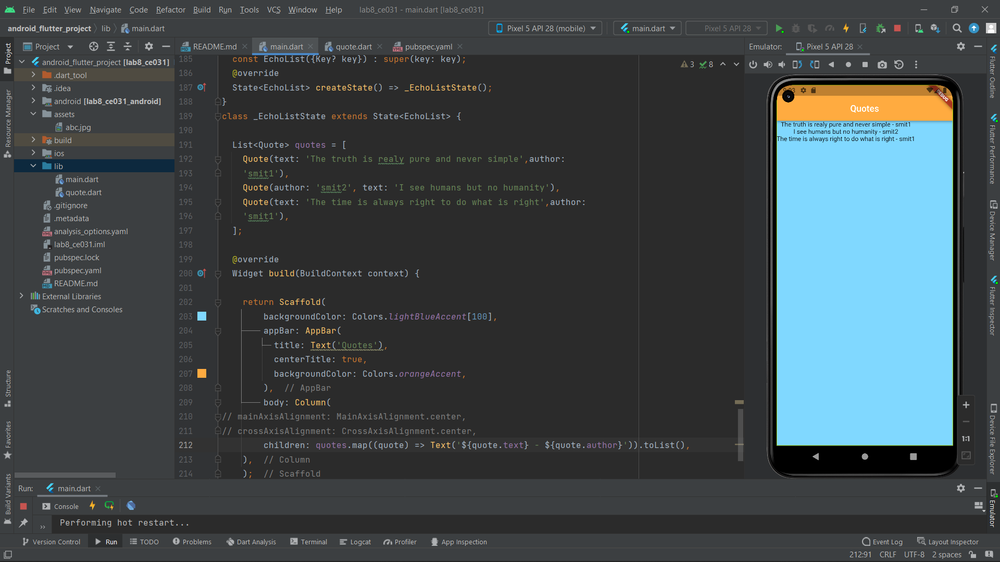 File Edit View Navigate Code Refactor Build Run Tools VCS Window Help lab8_ce031 - main.dart [lab8_ce031]
android_flutter_project lib main.dart Pixel 5 API 28 (mobile) main.dart Pixel 5 API 28
Project README.md main.dart quote.dart pubspec.yaml Emulator: Pixel 5 API 28
android_flutter_project [lab8_ce031]
.dart_tool
.idea
android [lab8_ce031_android]
assets
abc.jpg
build
ios
lib
main.dart
quote.dart
.gitignore
.metadata
analysis_options.yaml
lab8_ce031.iml
pubspec.lock
pubspec.yaml
README.md
External Libraries
Scratches and Consoles
Project
Resource Manager
Structure
Favorites
Build Variants
3 8
185 const EchoList({Key? key}) : super(key: key);
186 @override
187 State<EchoList> createState() => _EchoListState();
188 }
189 class _EchoListState extends State<EchoList> {
190
191 List<Quote> quotes = [
192 Quote(text: 'The truth is realy pure and never simple',author:
193 'smit1'),
194 Quote(author: 'smit2', text: 'I see humans but no humanity'),
195 Quote(text: 'The time is always right to do what is right',author:
196 'smit1'),
197 ];
198
199 @override
200 Widget build(BuildContext context) {
201
202 return Scaffold(
203 backgroundColor: Colors.lightBlueAccent[100],
204 appBar: AppBar(
205 title: Text('Quotes'),
206 centerTitle: true,
207 backgroundColor: Colors.orangeAccent,
208 ), // AppBar
209 body: Column(
210 // mainAxisAlignment: MainAxisAlignment.center,
211 // crossAxisAlignment: CrossAxisAlignment.center,
212 children: quotes.map((quote) => Text('${quote.text} - ${quote.author}')).toList(),
213 ), // Column
214 ); // Scaffold
DEBUG
Quotes
The truth is realy pure and never simple - smit1
I see humans but no humanity - smit2
The time is always right to do what is right - smit1
1:1
Flutter Outline
Flutter Performance
Device Manager
Flutter Inspector
Device File Explorer
Emulator
Run: main.dart
Console
Performing hot restart...
Version Control Run TODO Problems Dart Analysis Terminal Logcat Profiler App Inspection Event Log Layout Inspector
212:91 CRLF UTF-8 2 spaces